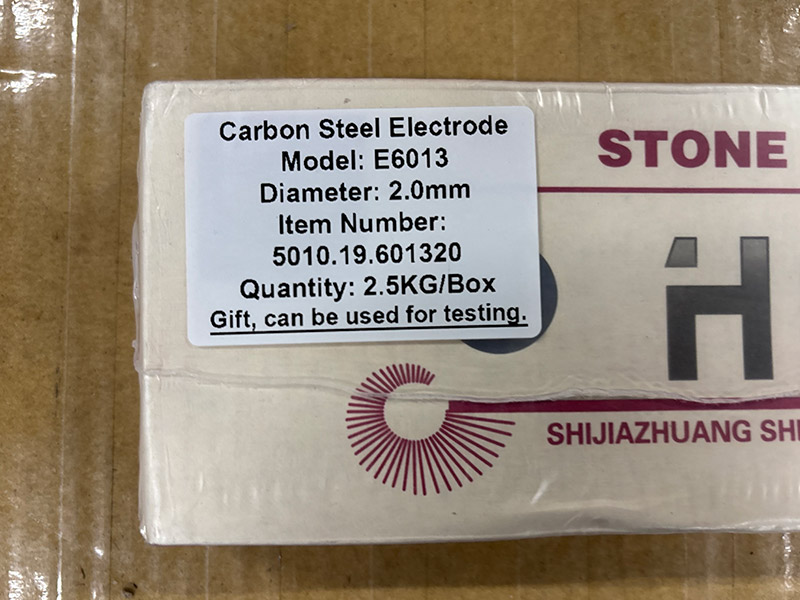 Carbon Steel Electrode
Model: E6013
Diameter: 2.0mm
Item Number:
5010.19.601320
Quantity: 2.5KG/Box
Gift, can be used for testing.
STONE
H
SHIJIAZHUANG SH